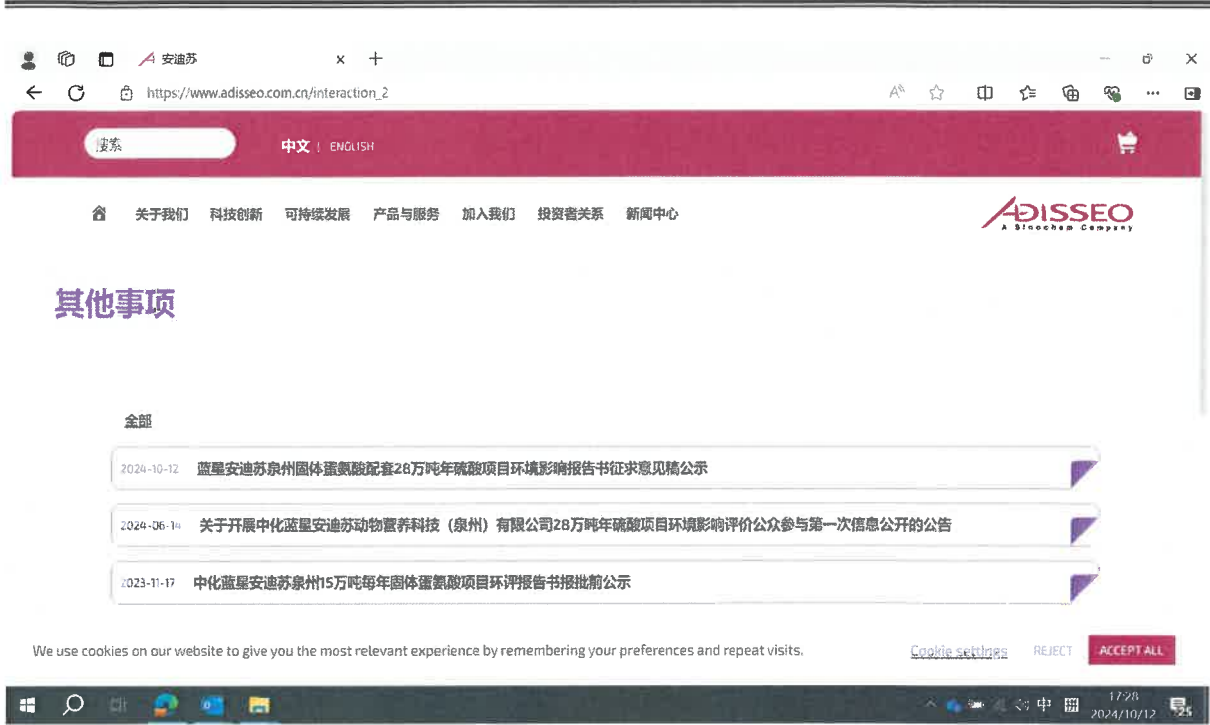 安迪苏
https://www.adisseo.com.cn/interaction_2
搜索
中文 | ENGLISH
关于我们 科技创新 可持续发展 产品与服务 加入我们 投资者关系 新闻中心
ADISSEO
A Sinochem Company
其他事项
全部
2024-10-12 蓝星安迪苏泉州固体蛋氨酸配套28万吨年硫酸项目环境影响报告书征求意见稿公示
2024-06-14 关于开展中化蓝星安迪苏动物营养科技（泉州）有限公司28万吨年硫酸项目环境影响评价公众参与第一次信息公开的公告
2023-11-17 中化蓝星安迪苏泉州15万吨每年固体蛋氨酸项目环评报告书报批前公示
We use cookies on our website to give you the most relevant experience by remembering your preferences and repeat visits.
Cookie settings REJECT ACCEPT ALL
中 拼 17:28
2024/10/12